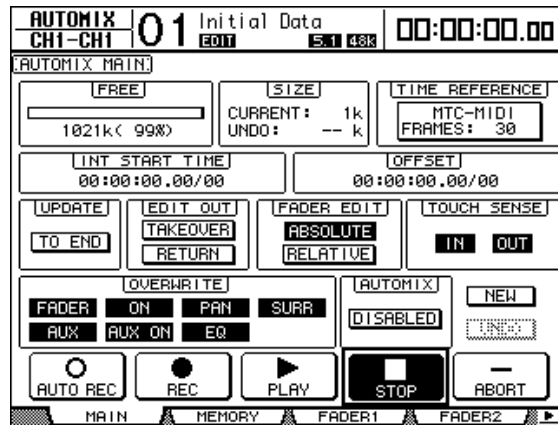 AUTOMIX
CH1-CH1
01 Initial Data
EDIT 5.1 48k
00:00:00.00
AUTOMIX MAIN
FREE
1021k( 99%)
SIZE
CURRENT: 1k
UNDO: -- k
TIME REFERENCE
MTC-MIDI
FRAMES: 30
INT START TIME
00:00:00.00/00
OFFSET
00:00:00.00/00
UPDATE
TO END
EDIT OUT
TAKEOVER
RETURN
FADER EDIT
ABSOLUTE
RELATIVE
TOUCH SENSE
IN OUT
OVERWRITE
FADER ON PAN SURR
AUX AUX ON EQ
AUTOMIX
DISABLED
NEW
UNDO
AUTO REC REC PLAY STOP ABORT
MAIN MEMORY FADER1 FADER2